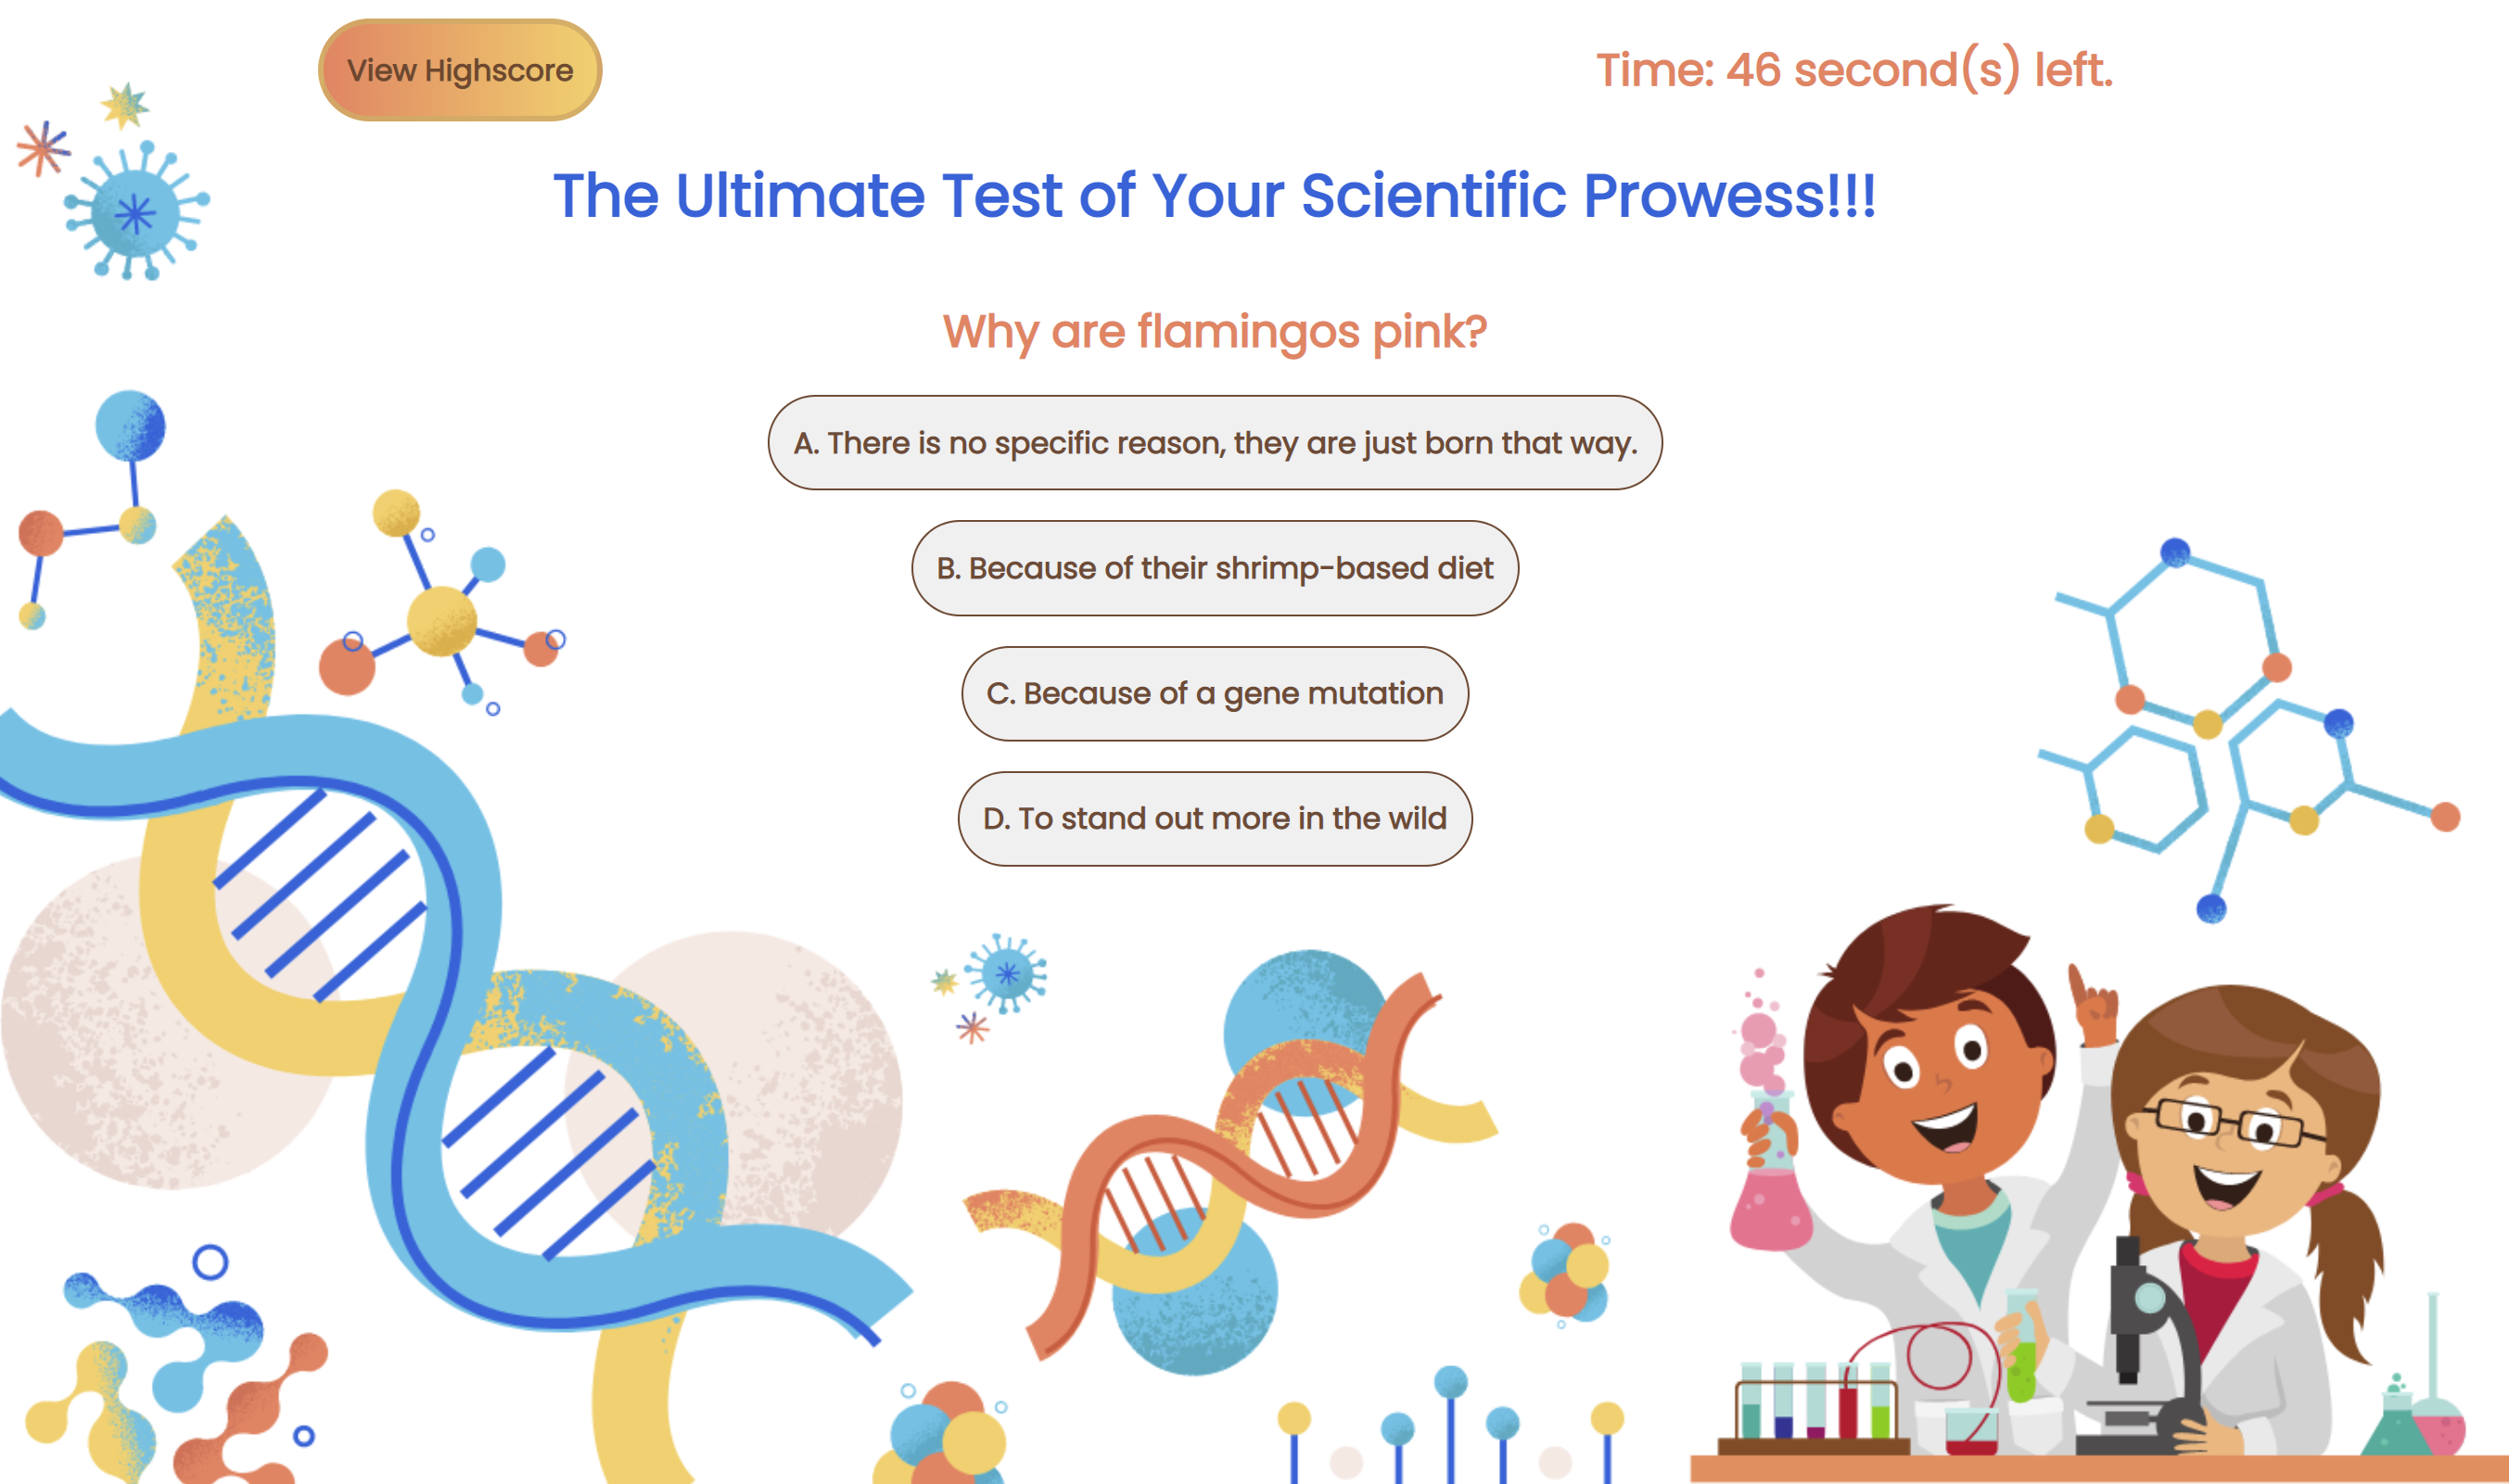 View Highscore
Time: 46 second(s) left.
The Ultimate Test of Your Scientific Prowess!!!
Why are flamingos pink?
A. There is no specific reason, they are just born that way.
B. Because of their shrimp-based diet
C. Because of a gene mutation
D. To stand out more in the wild